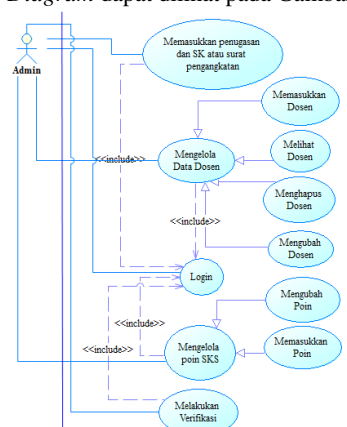 Diagram dapat dilihat pada Gambar
Memasukkan penugasan
dan SK atau surat
pengangkatan
Admin
Memasukkan
Dosen
<<include>>
Mengelola
Data Dosen
Melihat
Dosen
Menghapus
Dosen
<<include>>
Mengubah
Dosen
Login
Mengubah
Poin
<<include>>
Mengelola
poin SKS
Memasukkan
Poin
Melakukan
Verifikasi